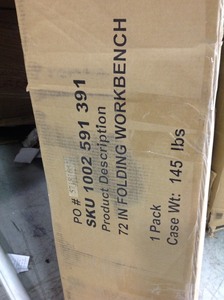 PO #
SKU 1002 591 391
Product Description
72 IN FOLDING WORKBENCH
1 Pack
Case Wt: 145 lbs